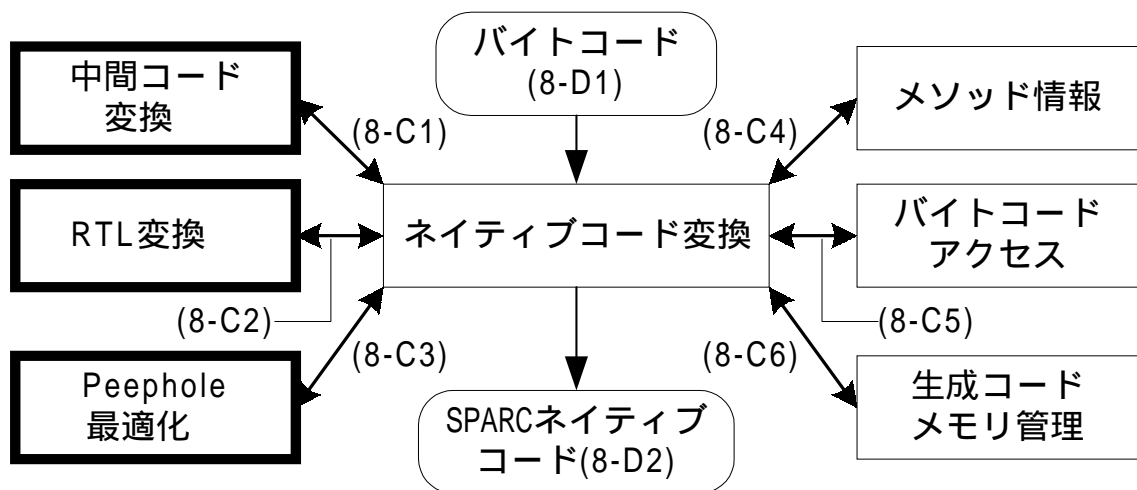 中間コード
変換
バイトコード
(8-D1)
メソッド情報
(8-C1)
(8-C4)
RTL変換
ネイティブコード変換
バイトコード
アクセス
(8-C2)
(8-C5)
(8-C3)
(8-C6)
Peephole
最適化
SPARCネイティブ
コード(8-D2)
生成コード
メモリ管理